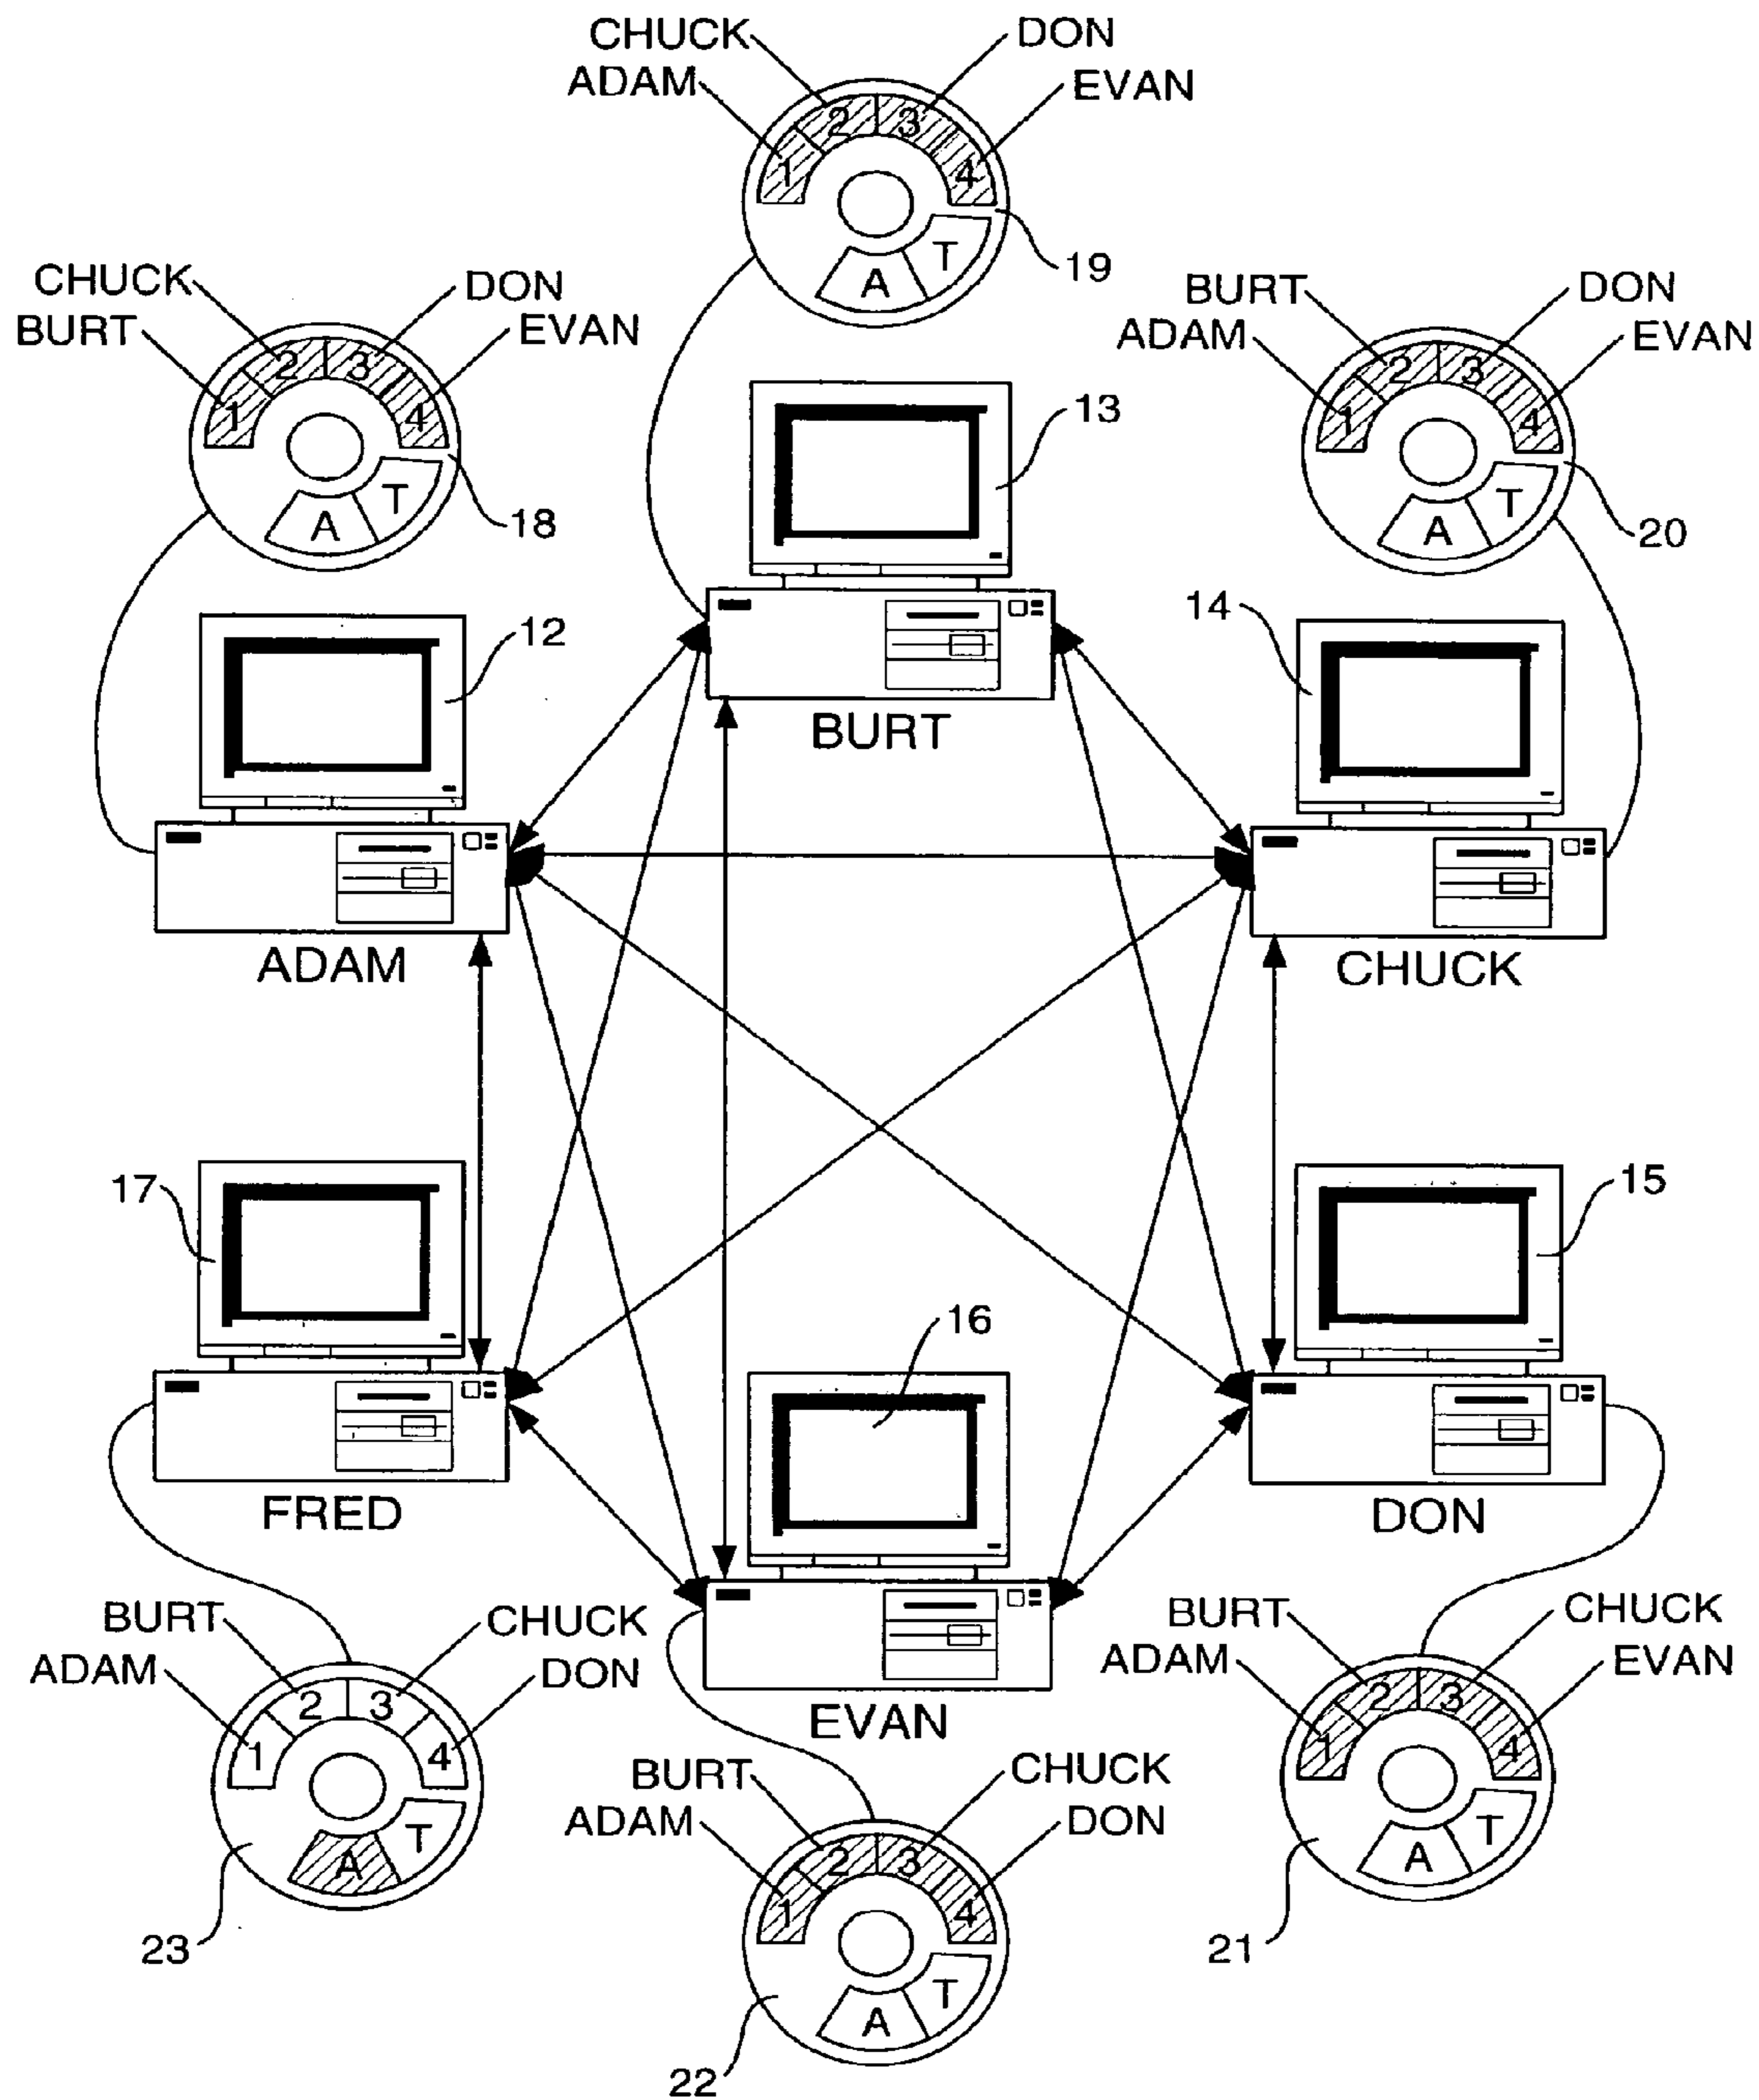 CHUCK
DON
ADAM
EVAN
2
3
1
4
T
A
19
CHUCK
DON
BURT
EVAN
2
3
1
4
T
A
18
BURT
DON
ADAM
EVAN
2
3
1
4
T
A
20
13
BURT
12
ADAM
14
CHUCK
17
FRED
16
EVAN
15
DON
BURT
CHUCK
ADAM
DON
2
3
1
4
T
A
23
BURT
CHUCK
ADAM
DON
2
3
1
4
T
A
22
BURT
CHUCK
ADAM
EVAN
2
3
1
4
T
A
21